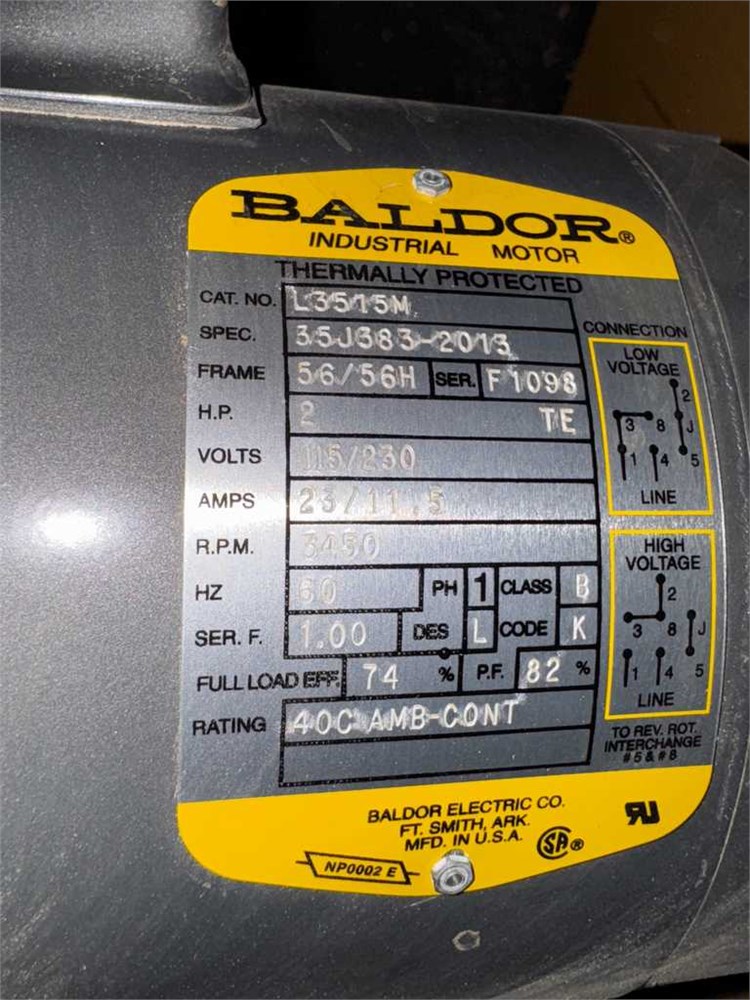 BALDOR®
INDUSTRIAL MOTOR
THERMALLY PROTECTED
CAT. NO. L3515M
SPEC. 35J383-2013
FRAME 56/56H SER. F1098
H.P. 2 TE
VOLTS 115/230
AMPS 23/11.5
R.P.M. 3450
HZ 60 PH 1 CLASS B
SER. F. 1.00 DES L CODE K
FULL LOAD EFF. 74 % P.F. 82 %
RATING 40C AMB-CONT
CONNECTION
LOW
VOLTAGE
2
3 8 J
1 4 5
LINE
HIGH
VOLTAGE
2
3 8 J
1 4 5
LINE
TO REV. ROT.
INTERCHANGE
#5 & #8
BALDOR ELECTRIC CO.
FT. SMITH, ARK.
MFD. IN U.S.A.
SA®
RU
NP0002 E